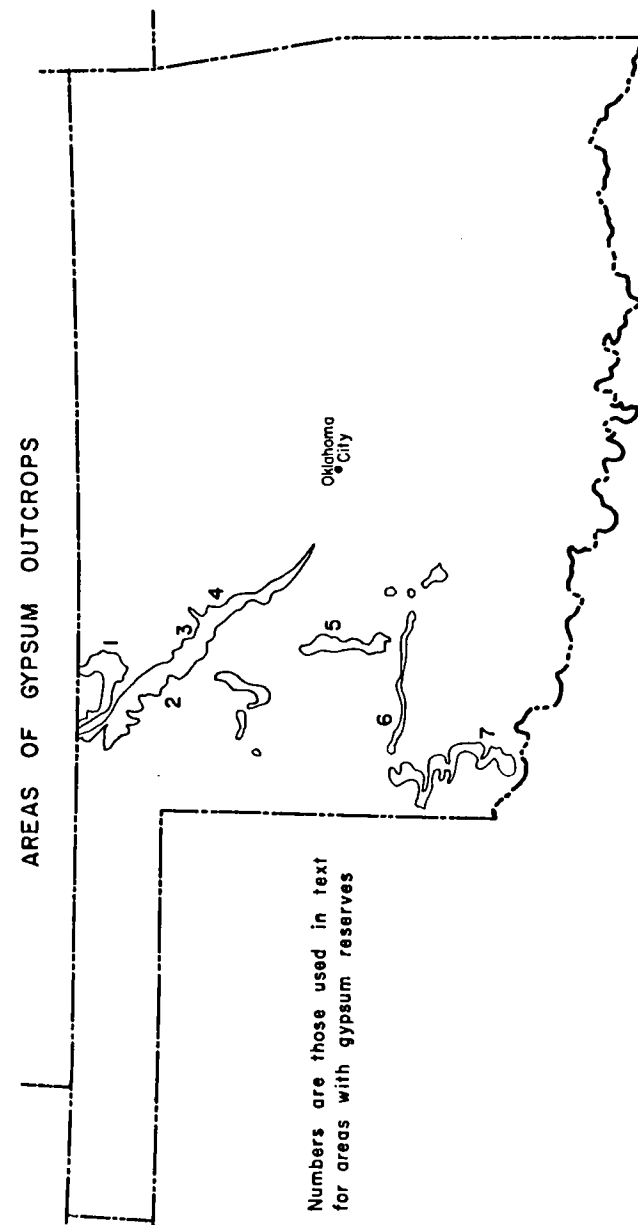 AREAS OF GYPSUM OUTCROPS
1
2
3
4
Oklahoma
City
5
6
7
Numbers are those used in text
for areas with gypsum reserves